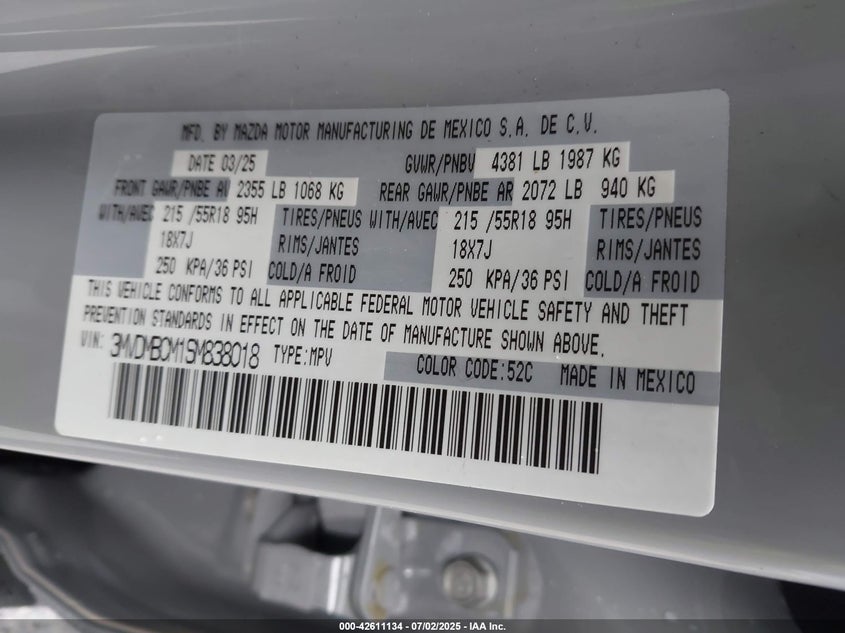 MFD. BY MAZDA MOTOR MANUFACTURING DE MEXICO S.A. DE C.V.
DATE 03/25 GVWR/PNBV 4381 LB 1987 KG
FRONT GAWR/PNBE AV 2355 LB 1068 KG REAR GAWR/PNBE AR 2072 LB 940 KG
WITH/AVEC 215 /55R18 95H TIRES/PNEUS WITH/AVEC 215 /55R18 95H TIRES/PNEUS
18X7J RIMS/JANTES 18X7J RIMS/JANTES
250 KPA/36 PSI COLD/A FROID 250 KPA/36 PSI COLD/A FROID
THIS VEHICLE CONFORMS TO ALL APPLICABLE FEDERAL MOTOR VEHICLE SAFETY AND THEFT
PREVENTION STANDARDS IN EFFECT ON THE DATE OF MANUFACTURE SHOWN ABOVE.
VIN: 3MVDMBCM1SM838018 TYPE:MPV COLOR CODE:52C MADE IN MEXICO
000-42611134 - 07/02/2025 - IAA Inc.